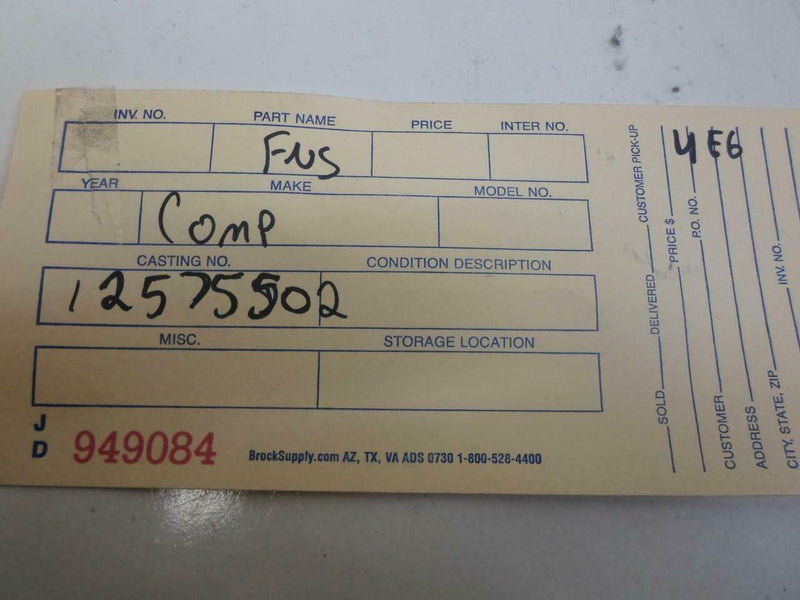 INV. NO. PART NAME PRICE INTER NO.
FNS
YEAR MAKE MODEL NO.
COMP
CASTING NO. CONDITION DESCRIPTION
12575502
MISC. STORAGE LOCATION
J
D
949084
BrockSupply.com AZ, TX, VA ADS 0730 1-800-528-4400
SOLD DELIVERED CUSTOMER PICK-UP
PRICE $
4E6
P.O. NO.
CUSTOMER
ADDRESS
CITY, STATE, ZIP
INV. NO.